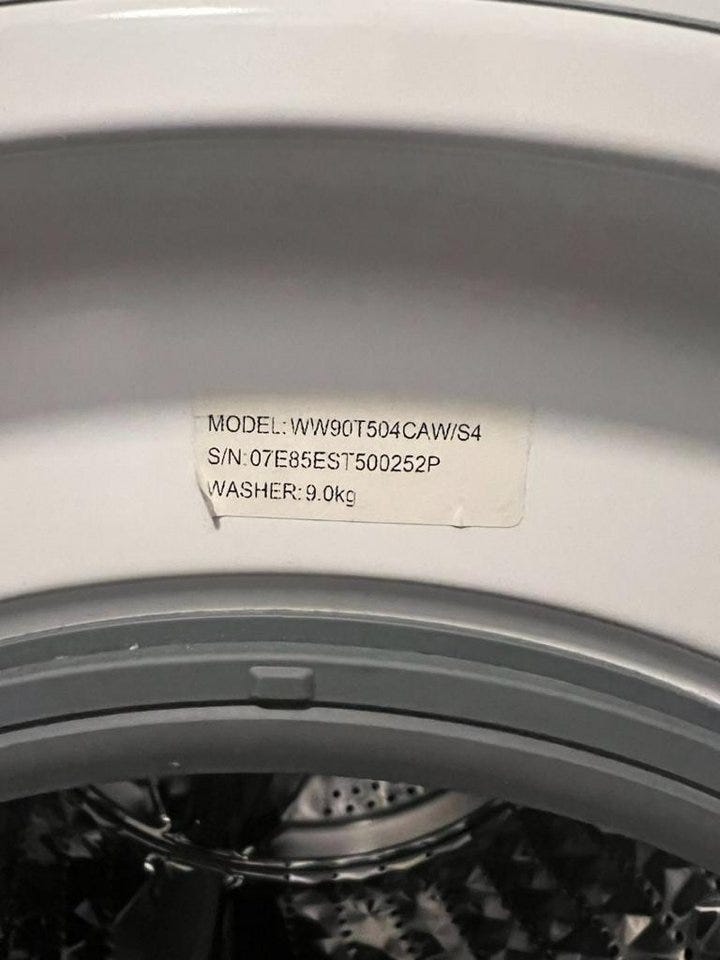 MODEL: WW90T504CAW/S4
S/N:07E85EST500252P
WASHER: 9.0kg